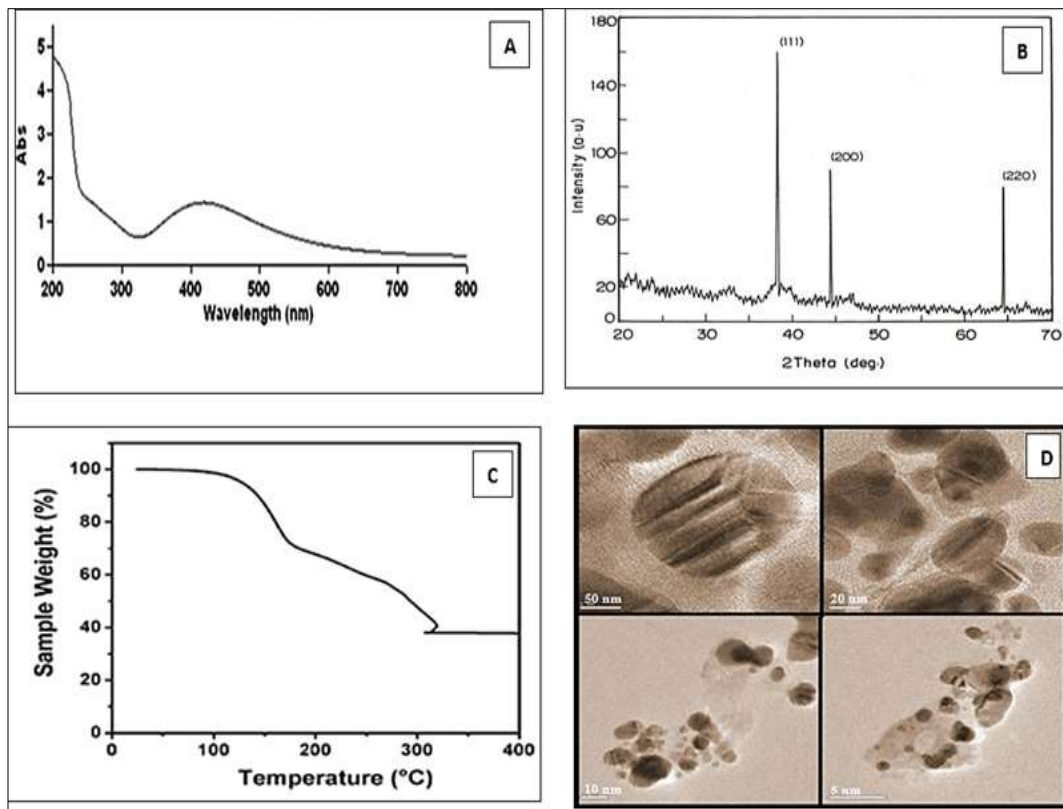 A
5
4
3
2
1
0
Abs
200 300 400 500 600 700 800
Wavelength (nm)
B
180
140
100
60
20
0
Intensity (a·u)
(111)
(200)
(220)
20 30 40 50 60 70
2Theta (deg.)
C
100
80
60
40
20
0
Sample Weight (%)
0 100 200 300 400
Temperature (°C)
D
50 nm
20 nm
10 nm
5 nm